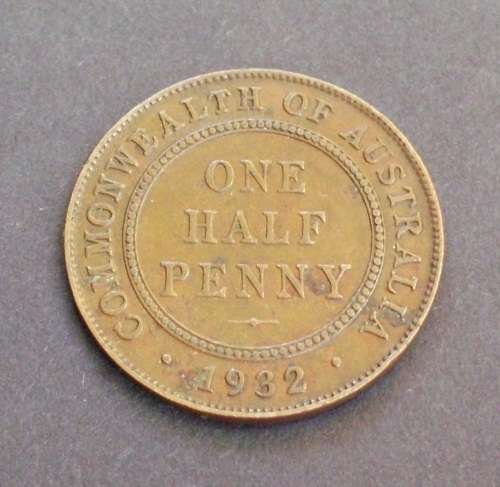 COMMONWEALTH OF AUSTRALIA
ONE
HALF
PENNY
1932